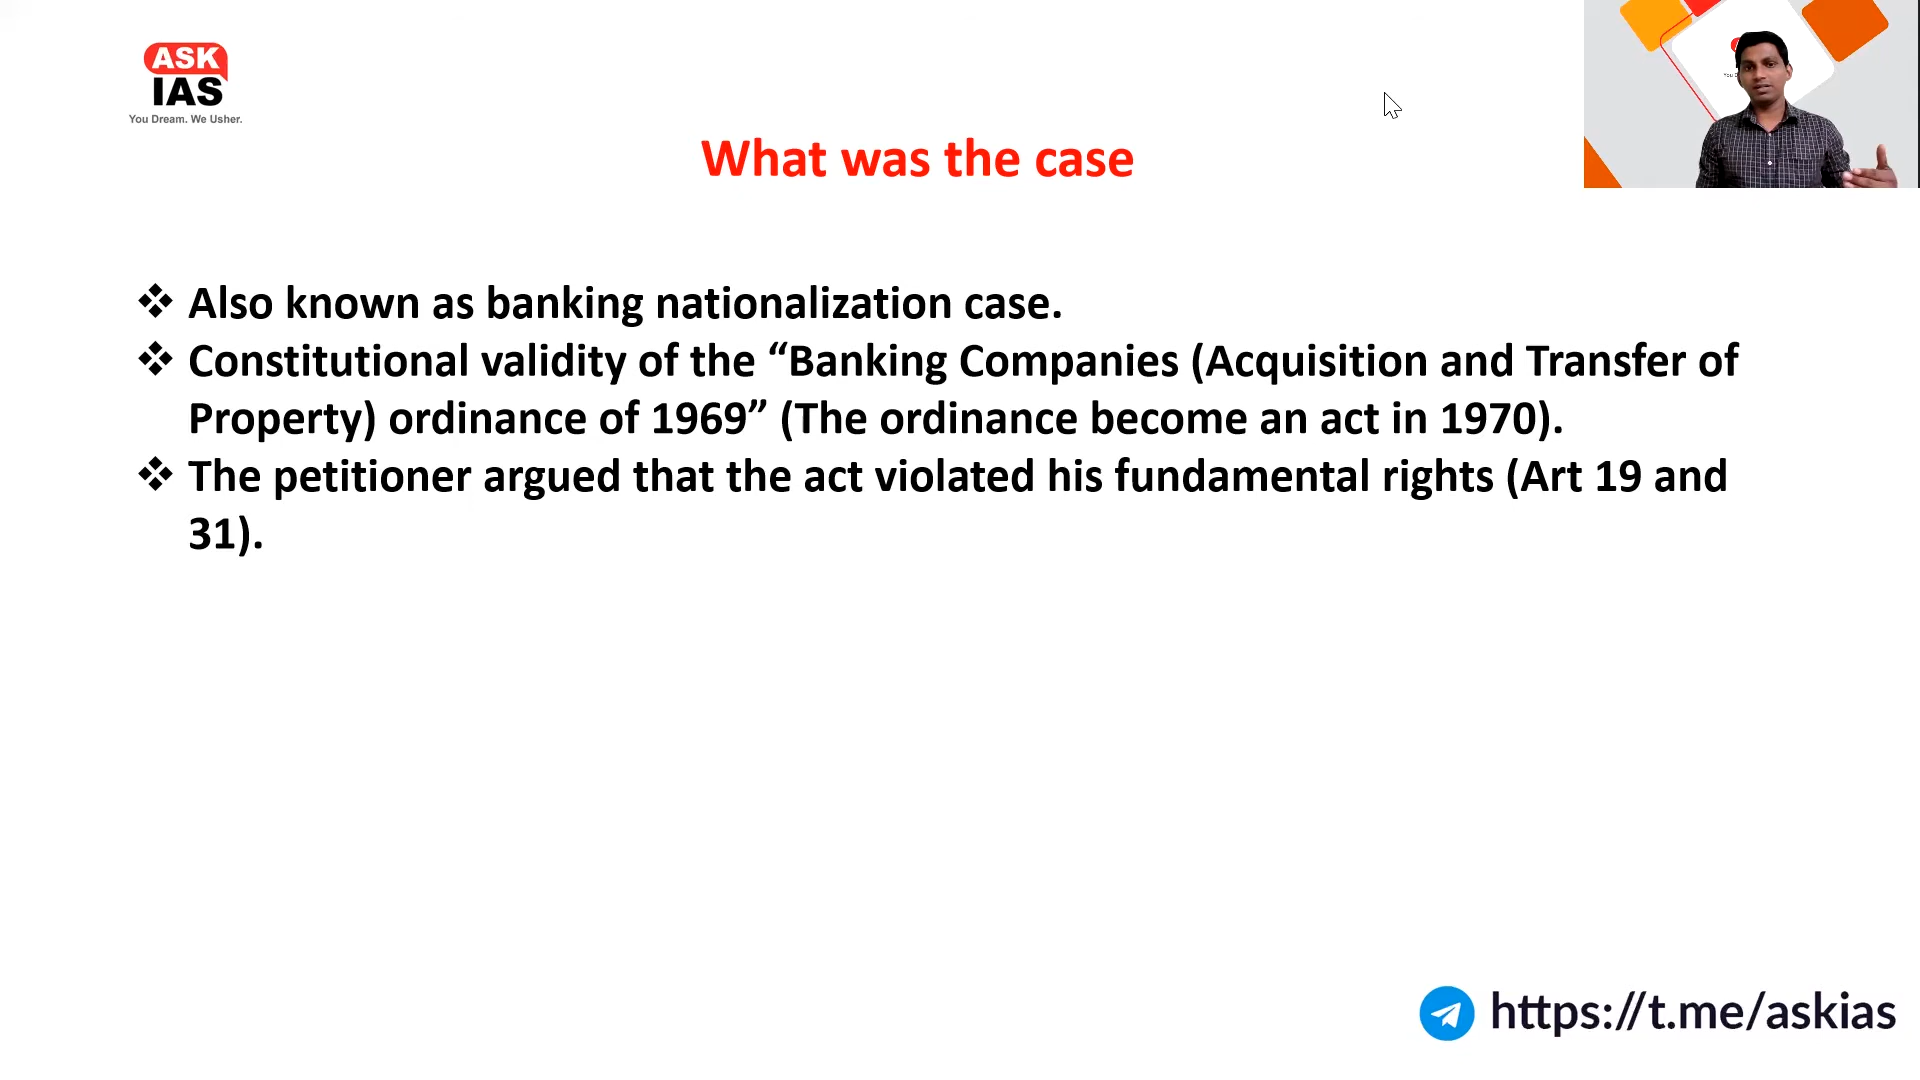 ASK
IAS
You Dream. We Usher.
What was the case
Also known as banking nationalization case.
Constitutional validity of the “Banking Companies (Acquisition and Transfer of
Property) ordinance of 1969” (The ordinance become an act in 1970).
The petitioner argued that the act violated his fundamental rights (Art 19 and
31).
https://t.me/askias